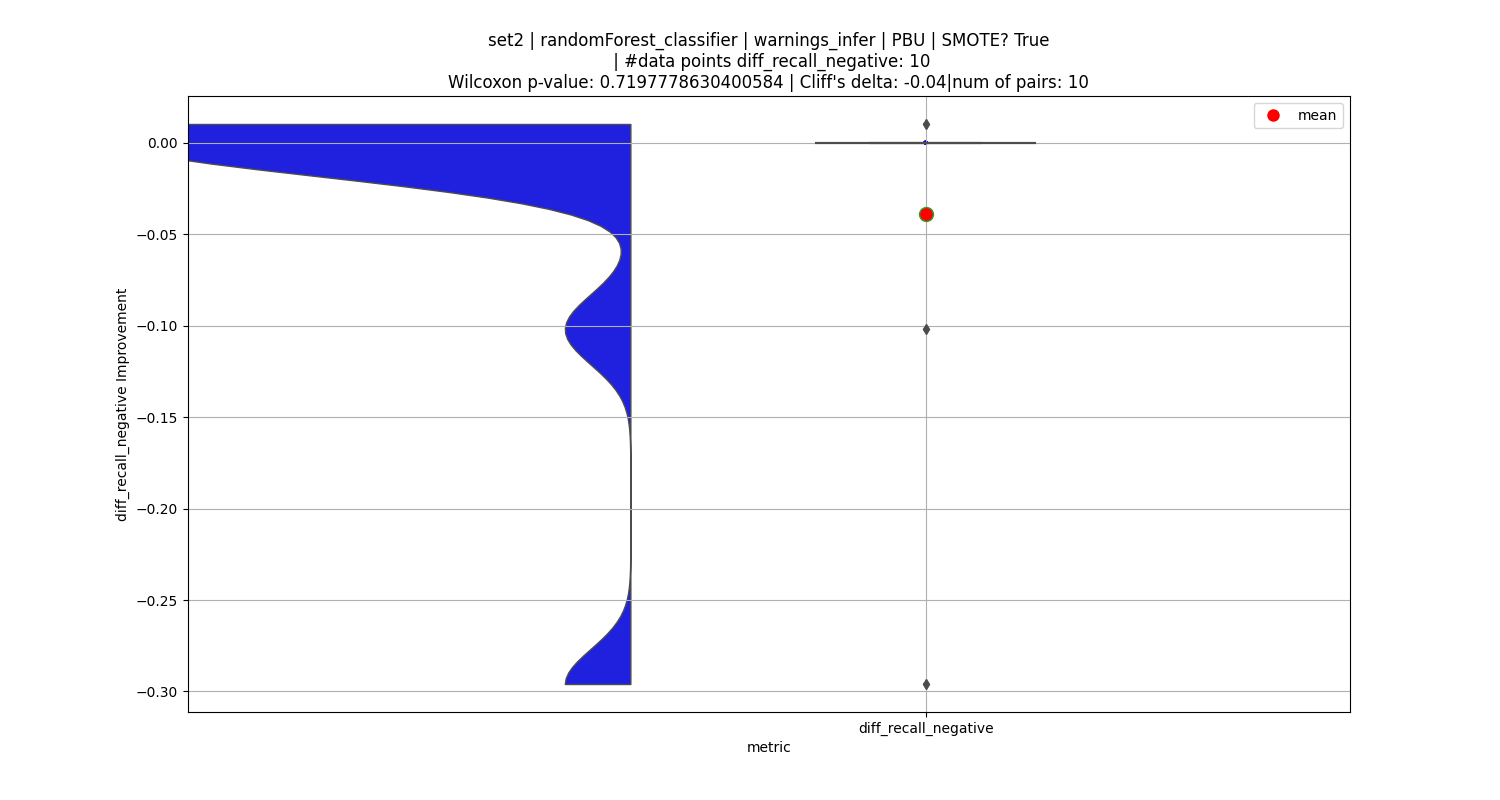 set2 | randomForest_classifier | warnings_infer | PBU | SMOTE? True
| #data points diff_recall_negative: 10
Wilcoxon p-value: 0.7197778630400584 | Cliff's delta: -0.04|num of pairs: 10
mean
0.00
−0.05
−0.10
−0.15
−0.20
−0.25
−0.30
diff_recall_negative Improvement
diff_recall_negative
metric